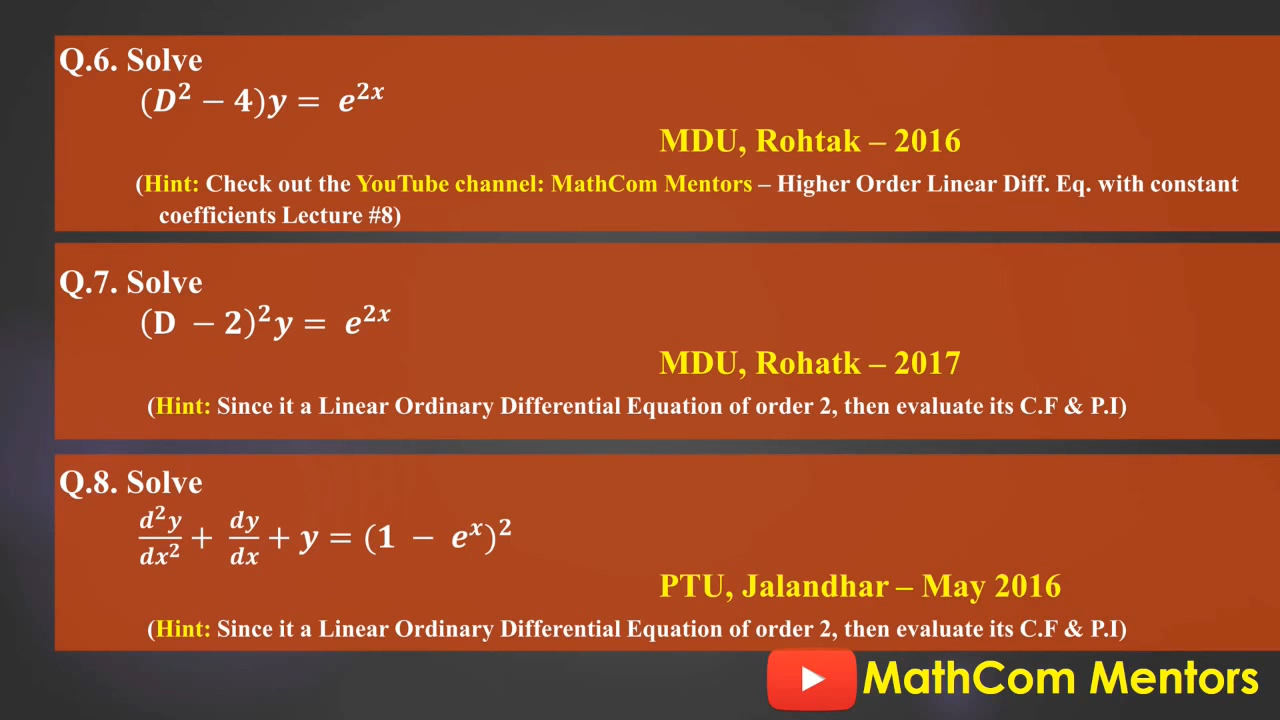 Q.6. Solve
(D² − 4)y = e²ˣ
MDU, Rohtak – 2016
(Hint: Check out the YouTube channel: MathCom Mentors – Higher Order Linear Diff. Eq. with constant
coefficients Lecture #8)
Q.7. Solve
(D − 2)²y = e²ˣ
MDU, Rohatk – 2017
(Hint: Since it a Linear Ordinary Differential Equation of order 2, then evaluate its C.F & P.I)
Q.8. Solve
d²y/dx² + dy/dx + y = (1 − eˣ)²
PTU, Jalandhar – May 2016
(Hint: Since it a Linear Ordinary Differential Equation of order 2, then evaluate its C.F & P.I)
MathCom Mentors